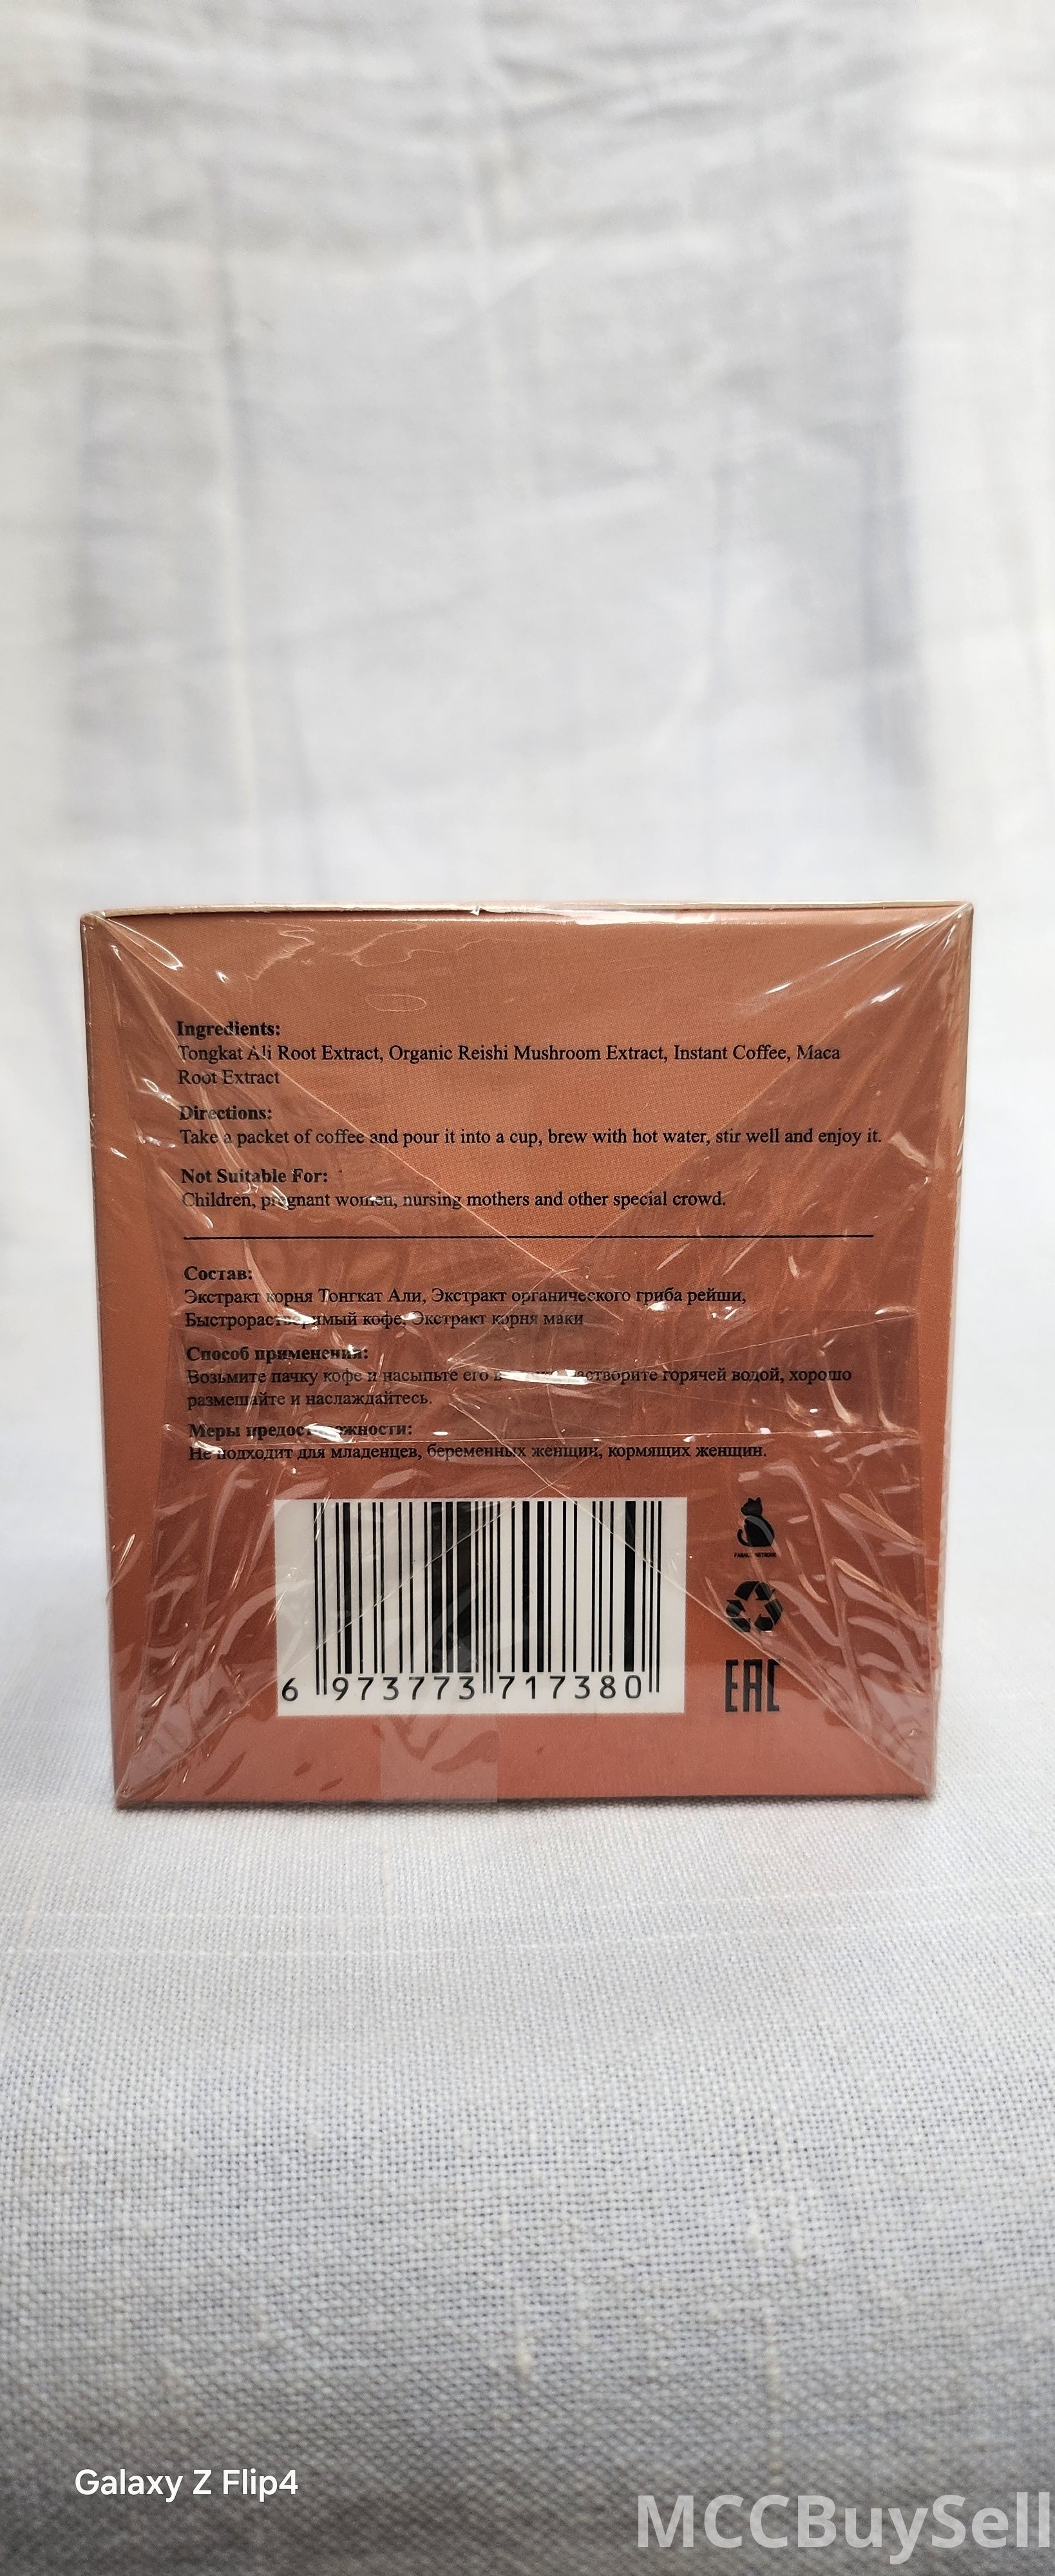 Ingredients:
Tongkat Ali Root Extract, Organic Reishi Mushroom Extract, Instant Coffee, Maca
Root Extract
Directions:
Take a packet of coffee and pour it into a cup, brew with hot water, stir well and enjoy it.
Not Suitable For:
Children, pregnant women, nursing mothers and other special crowd.
Состав:
Экстракт корня Тонгкат Али, Экстракт органического гриба рейши,
Быстрорастворимый кофе, Экстракт корня маки
Способ применения:
Возьмите пачку кофе и насыпьте его в растворите горячей водой, хорошо
размешайте и наслаждайтесь.
Меры предосторожности:
Не подходит для младенцев, беременных женщин, кормящих женщин.
6 973773 717380
EAC
Galaxy Z Flip4
MCCBuySell